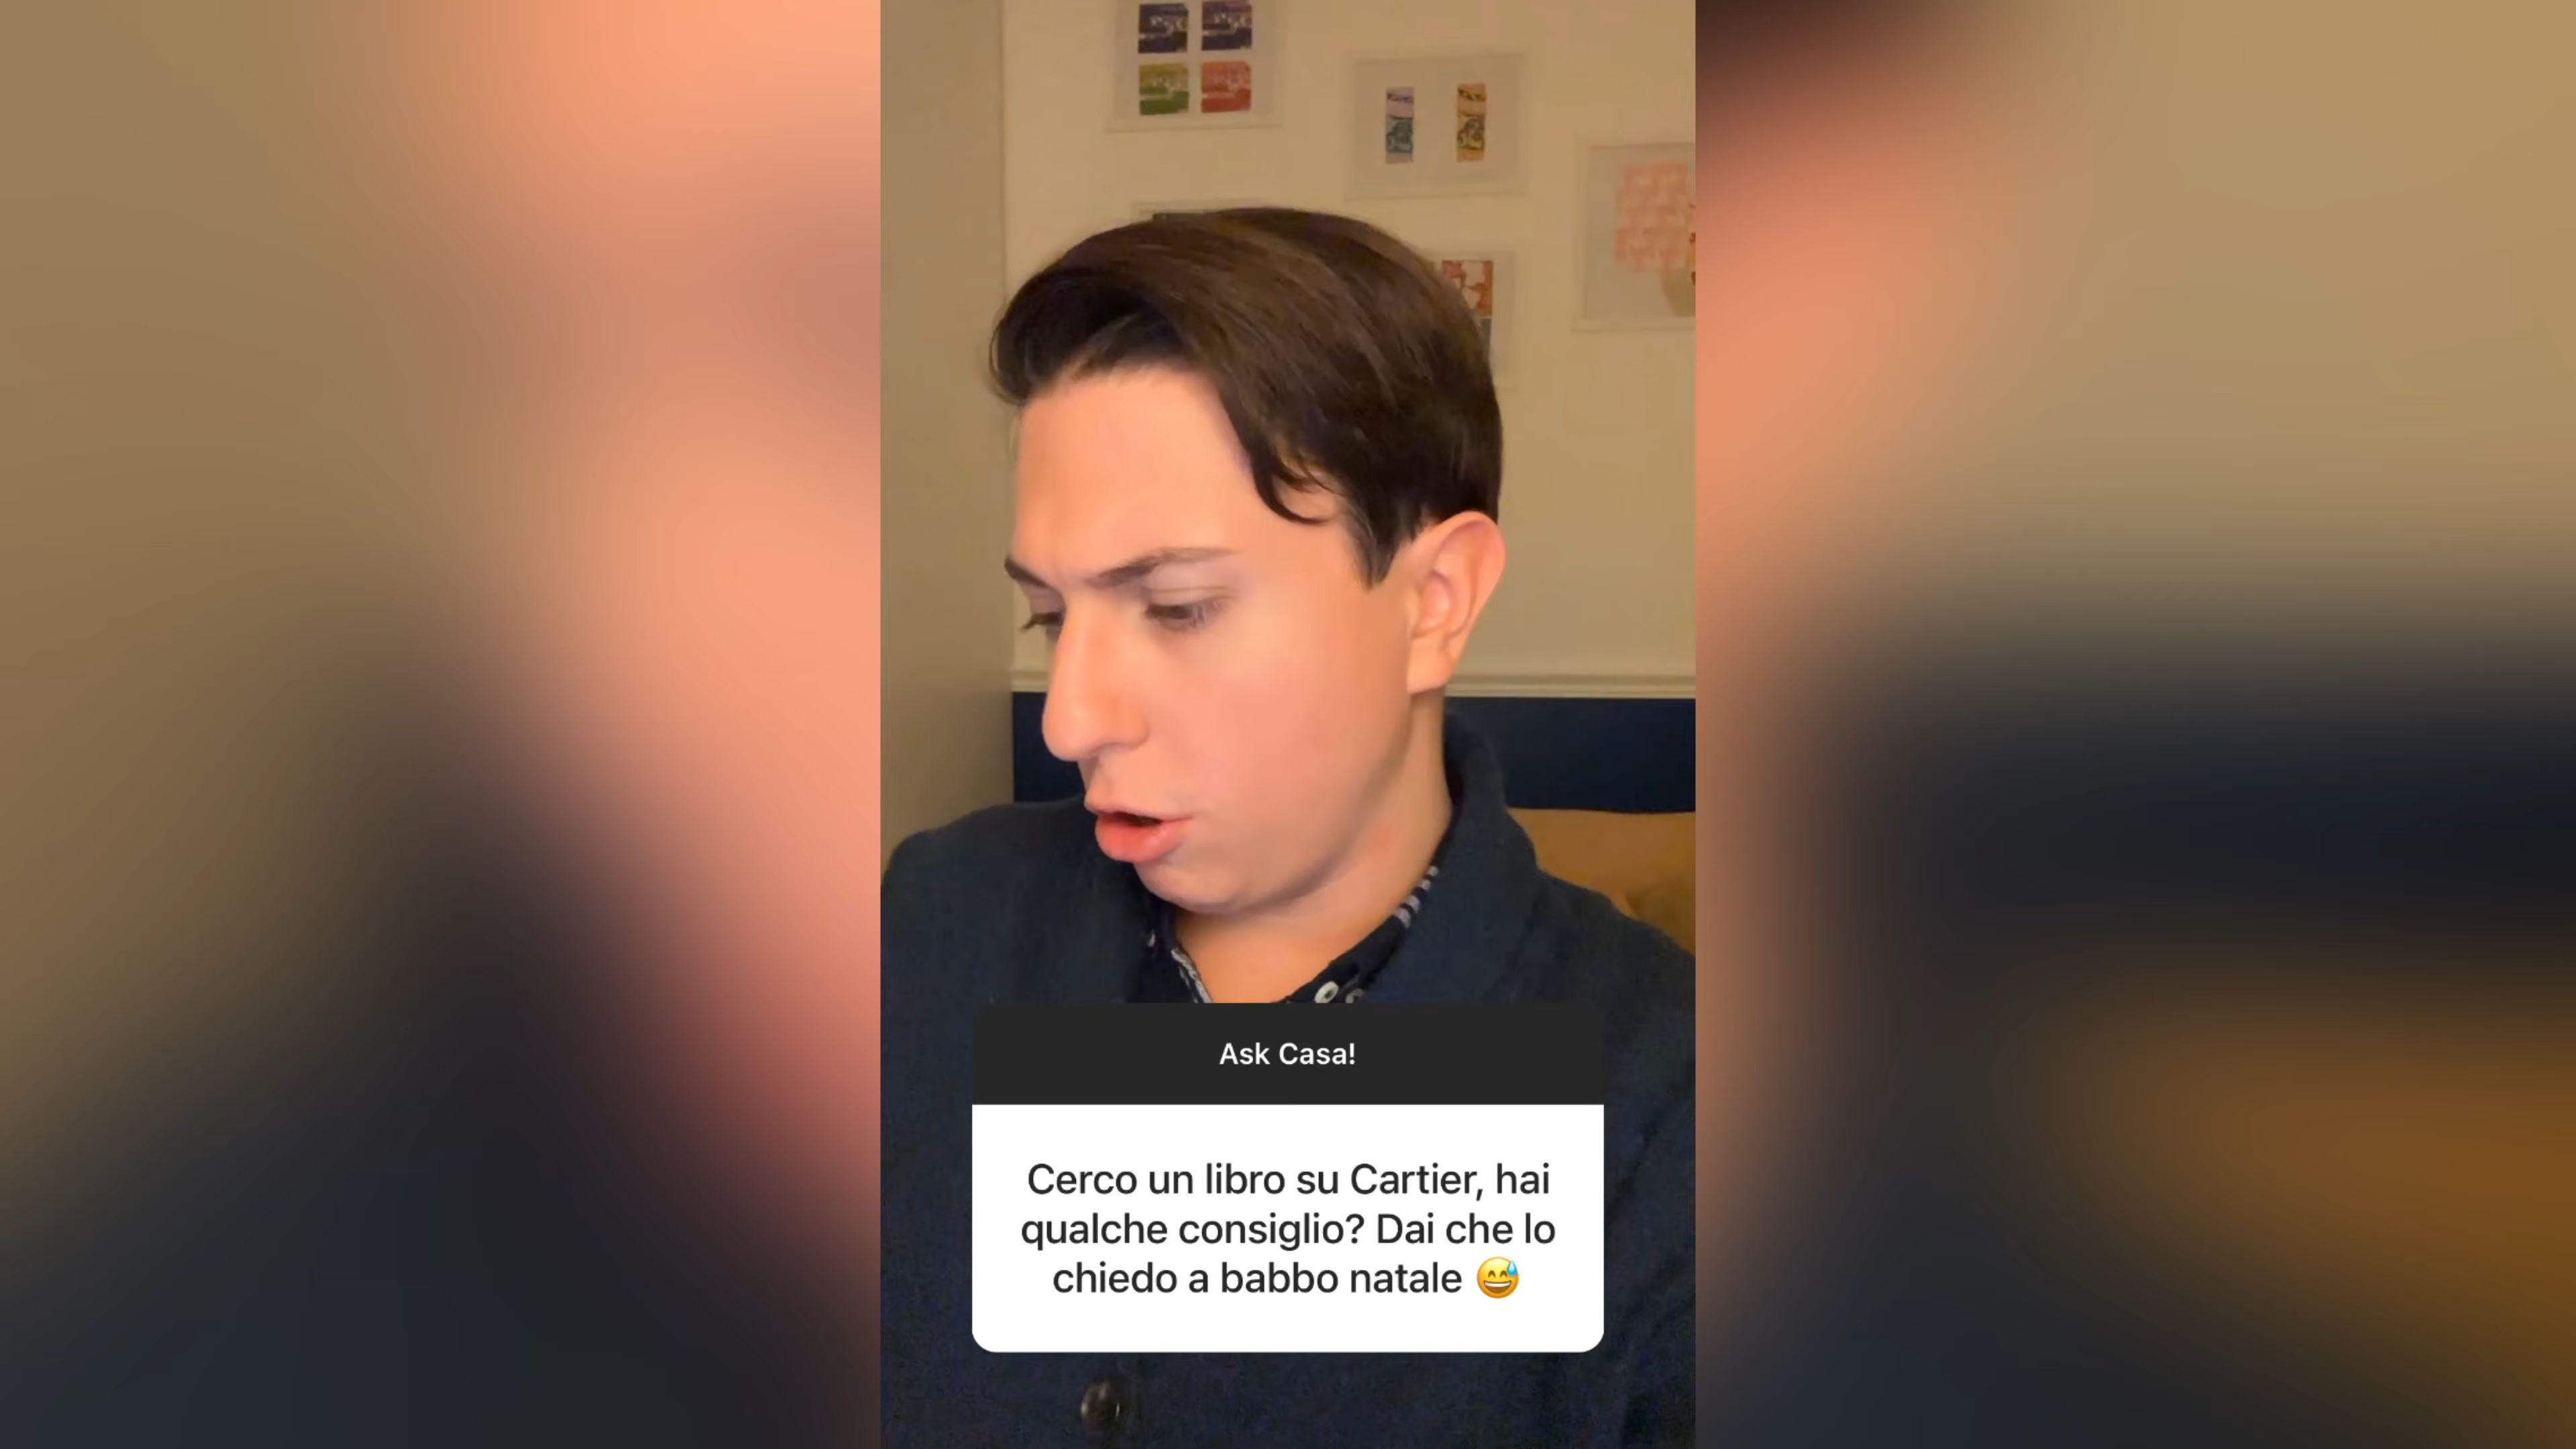 Ask Casa!
Cerco un libro su Cartier, hai
qualche consiglio? Dai che lo
chiedo a babbo natale 😅